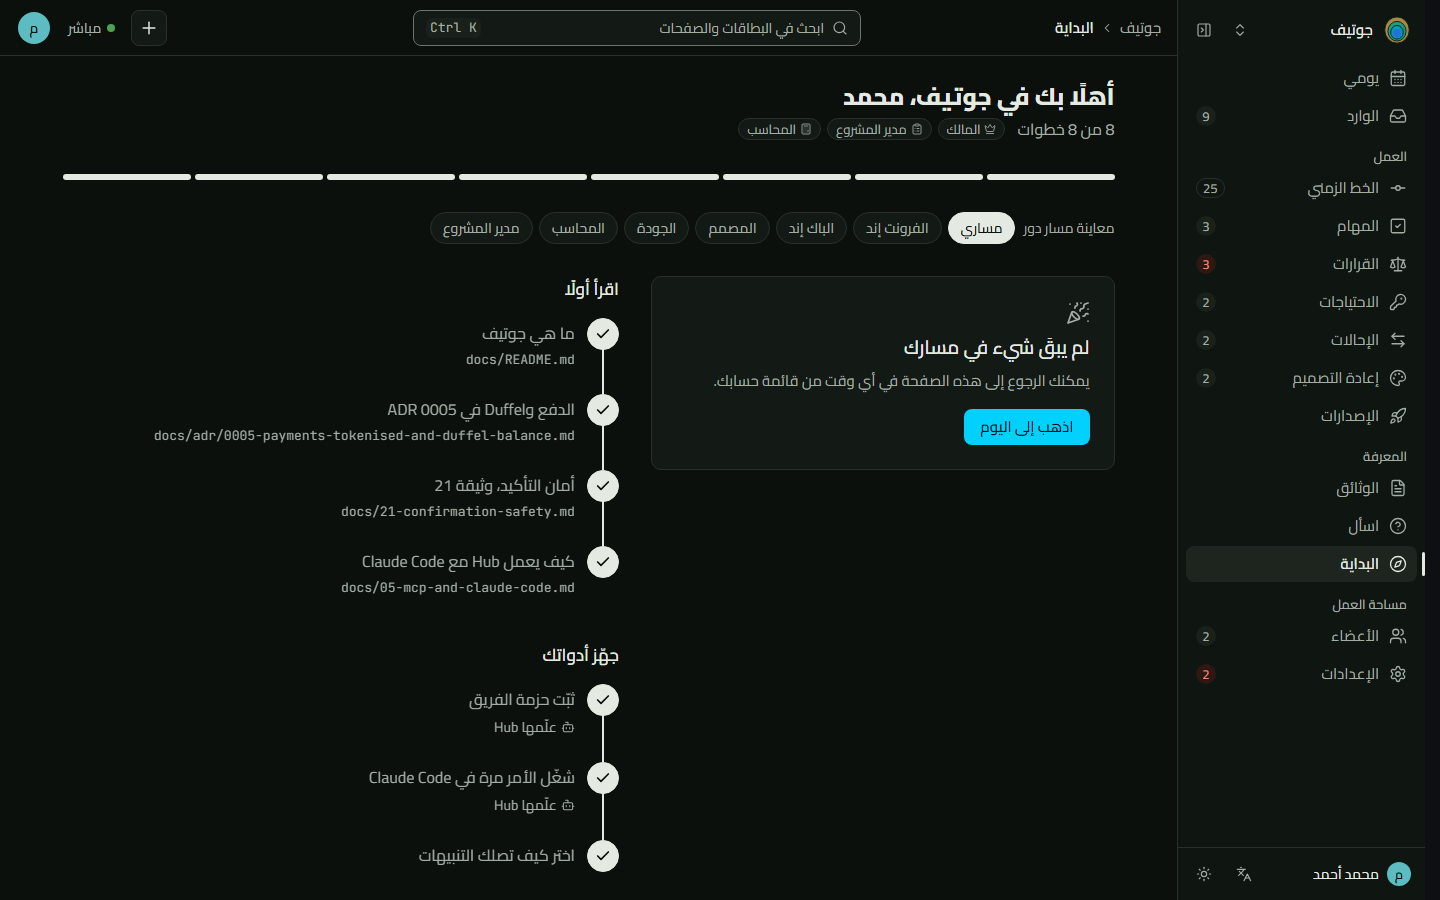 جوتيف
يومي
الوارد 9
العمل
الخط الزمني 25
المهام 3
القرارات 3
الاحتياجات 2
الإحالات 2
إعادة التصميم 2
الإصدارات
المعرفة
الوثائق
اسأل
البداية
مساحة العمل
الأعضاء 2
الإعدادات 2
محمد أحمد م
جوتيف البداية
ابحث في البطاقات والصفحات Ctrl K
مباشر م
أهلًا بك في جوتيف، محمد
8 من 8 خطوات المالك مدير المشروع المحاسب
معاينة مسار دور مساري الفرونت إند الباك إند المصمم الجودة المحاسب مدير المشروع
لم يبقَ شيء في مسارك
يمكنك الرجوع إلى هذه الصفحة في أي وقت من قائمة حسابك.
اذهب إلى اليوم
اقرأ أولًا
ما هي جوتيف
docs/README.md
الدفع وDuffel في ADR 0005
docs/adr/0005-payments-tokenised-and-duffel-balance.md
أمان التأكيد، وثيقة 21
docs/21-confirmation-safety.md
كيف يعمل Hub مع Claude Code
docs/05-mcp-and-claude-code.md
جهّز أدواتك
ثبّت حزمة الفريق
علّمها Hub
شغّل الأمر مرة في Claude Code
علّمها Hub
اختر كيف تصلك التنبيهات